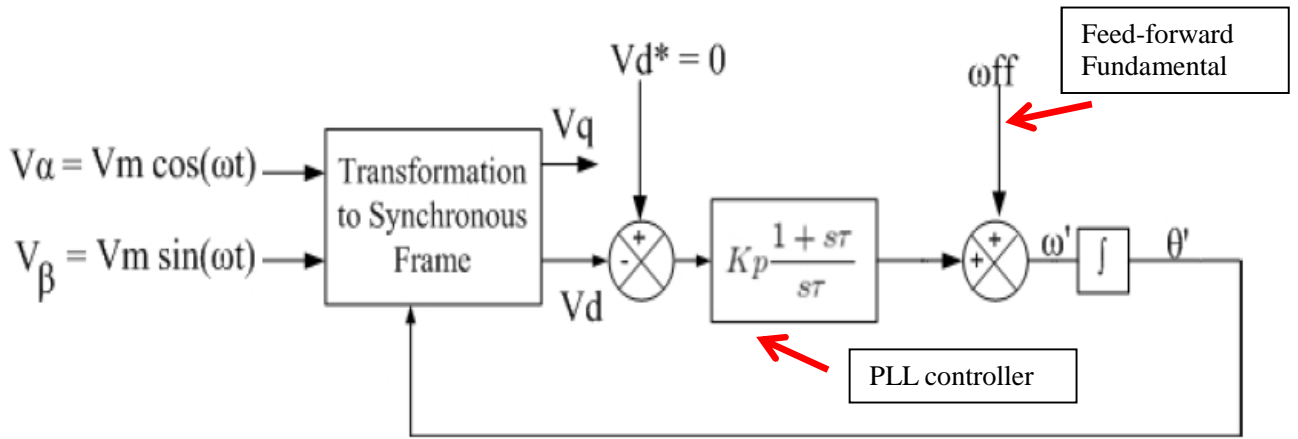 Feed-forward
Fundamental
Vd* = 0
ωff
Vq
Vα = Vm cos(ωt)
Transformation
to Synchronous
Frame
Vβ = Vm sin(ωt)
Vd
+
-
Kp 1 + sτ / sτ
+
+
ω'
∫
θ'
PLL controller